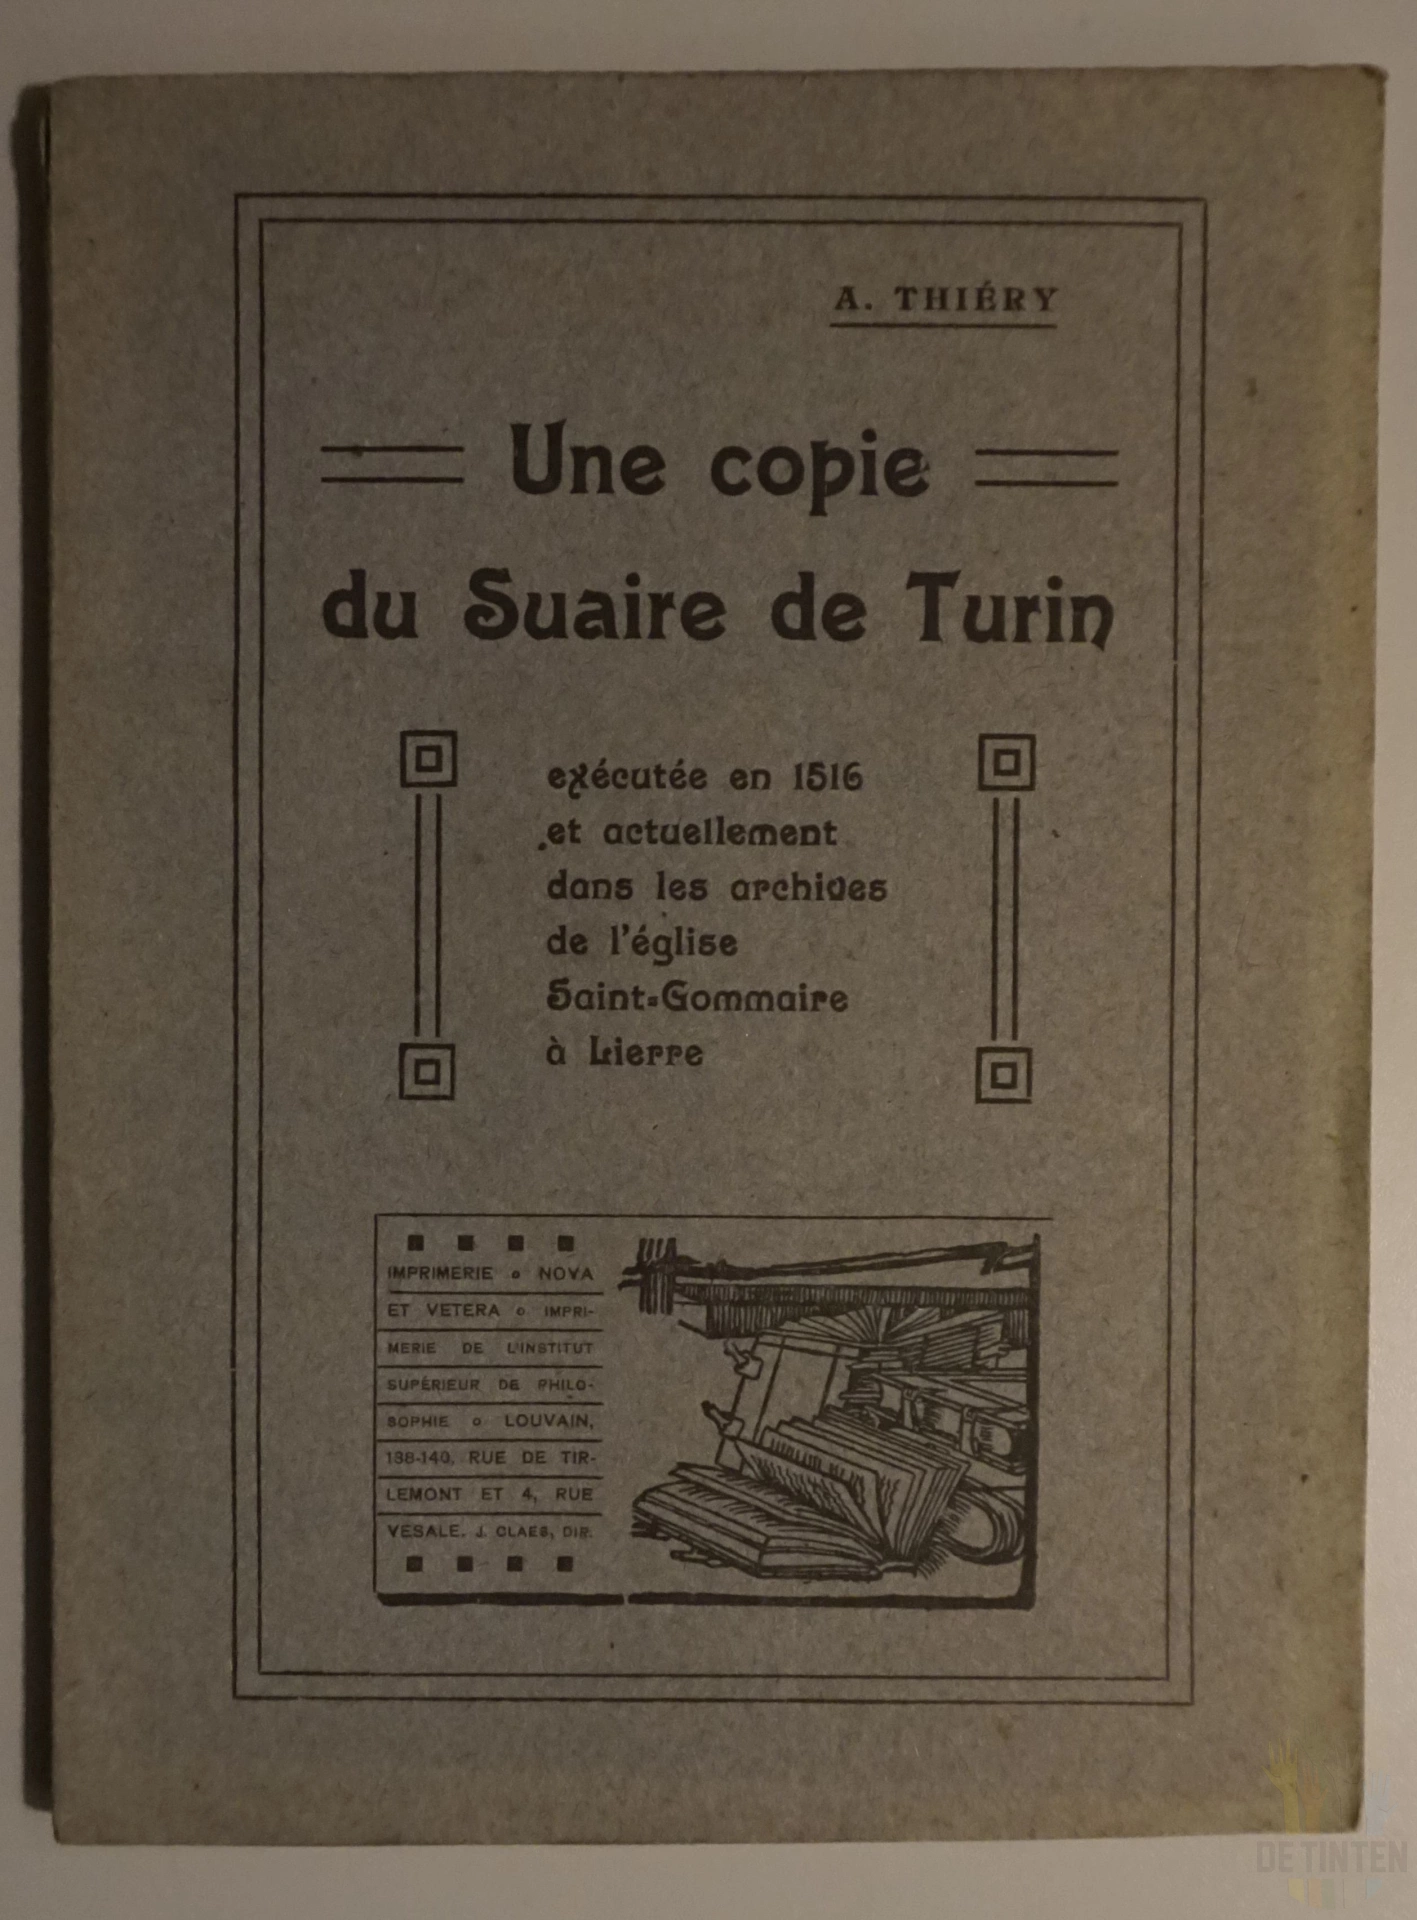 A. THIÉRY
Une copie
du Suaire de Turin
exécutée en 1516
et actuellement
dans les archives
de l'église
Saint-Gommaire
à Lierre
IMPRIMERIE o NOVA
ET VETERA o IMPRI-
MERIE DE L'INSTITUT
SUPÉRIEUR DE PHILO-
SOPHIE o LOUVAIN,
138-140, RUE DE TIR-
LEMONT ET 4, RUE
VESALE. J. CLAES, DIR.
DE TINTEN